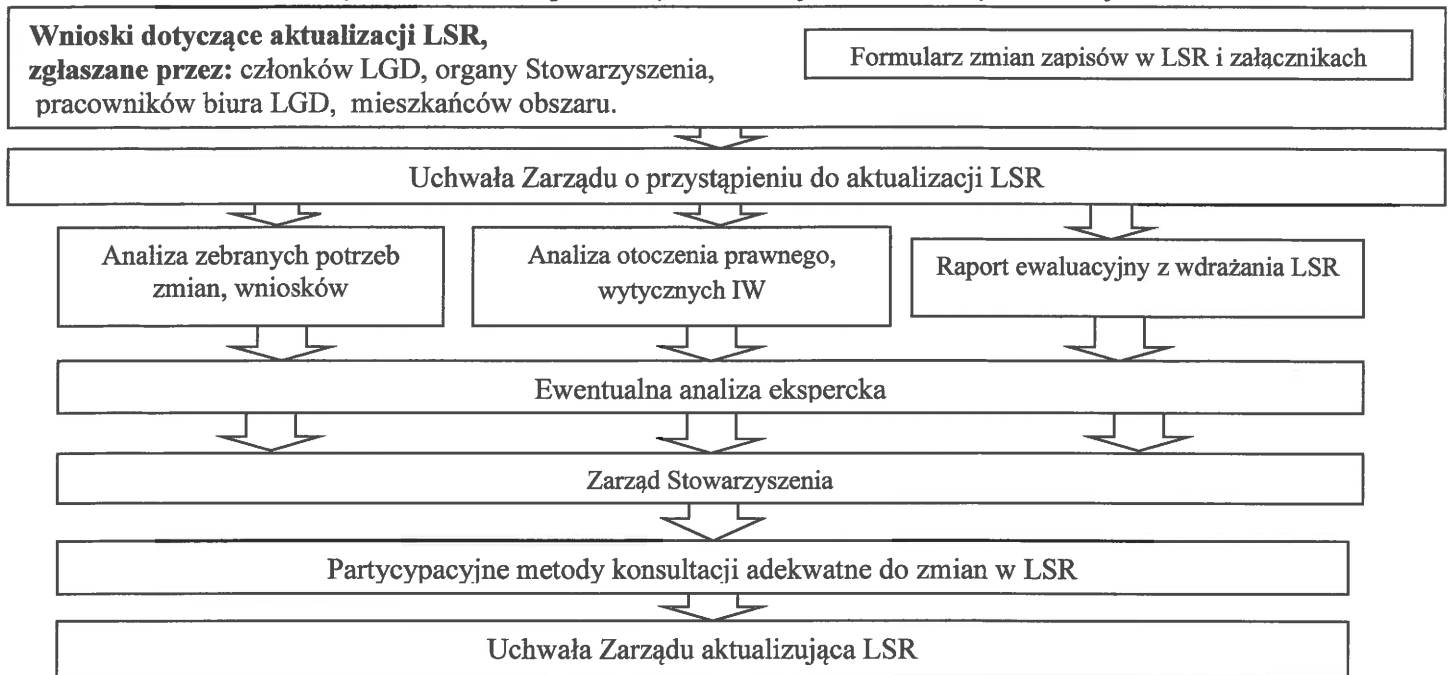 Wnioski dotyczące aktualizacji LSR,
zgłaszane przez: członków LGD, organy Stowarzyszenia,
pracowników biura LGD, mieszkańców obszaru.
Formularz zmian zapisów w LSR i załącznikach
Uchwała Zarządu o przystąpieniu do aktualizacji LSR
Analiza zebranych potrzeb
zmian, wniosków
Analiza otoczenia prawnego,
wytycznych IW
Raport ewaluacyjny z wdrażania LSR
Ewentualna analiza ekspercka
Zarząd Stowarzyszenia
Partycypacyjne metody konsultacji adekwatne do zmian w LSR
Uchwała Zarządu aktualizująca LSR